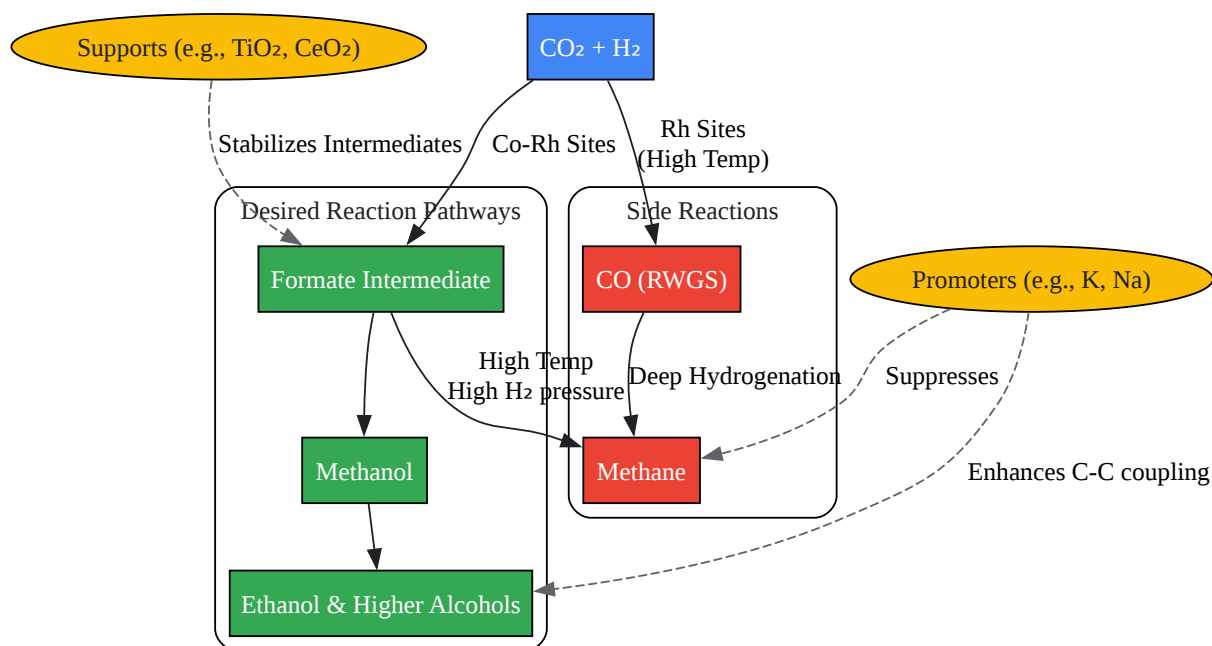 Supports (e.g., TiO₂, CeO₂)
CO₂ + H₂
Stabilizes Intermediates
Co-Rh Sites
Rh Sites
(High Temp)
Desired Reaction Pathways
Side Reactions
Formate Intermediate
CO (RWGS)
Promoters (e.g., K, Na)
High Temp
High H₂ pressure
Deep Hydrogenation
Suppresses
Methanol
Methane
Enhances C-C coupling
Ethanol & Higher Alcohols